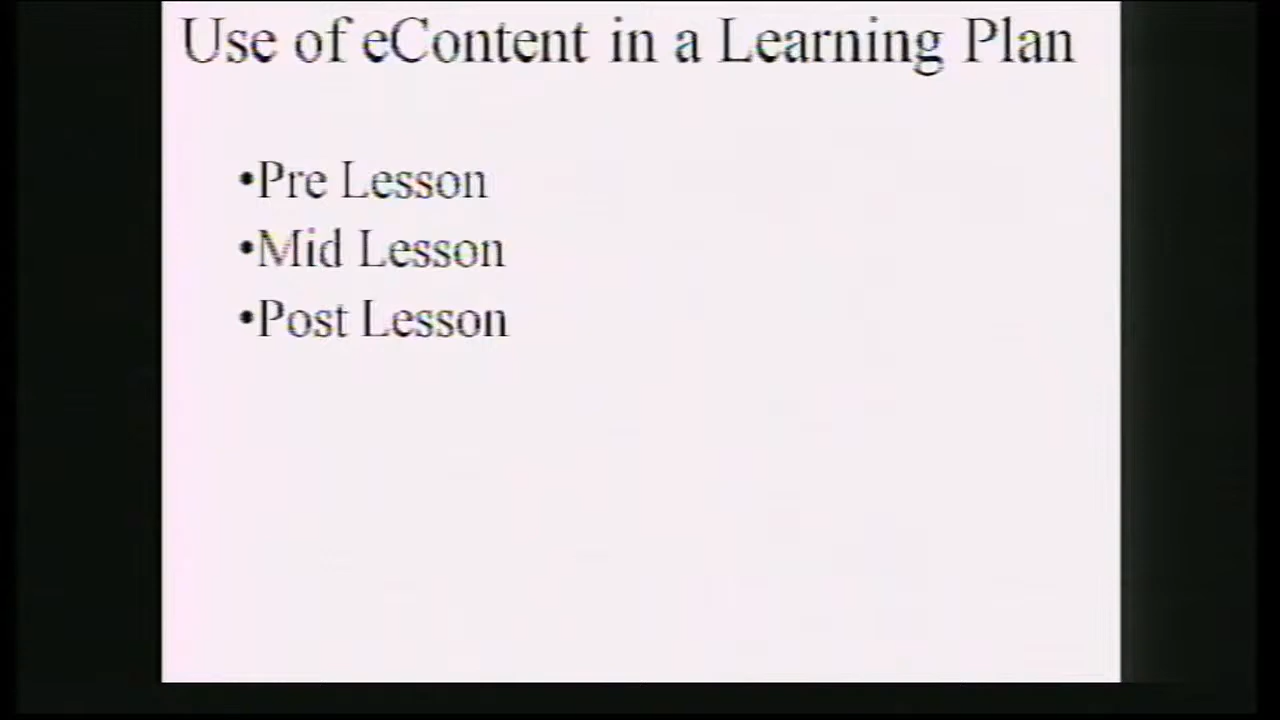 Use of eContent in a Learning Plan
•Pre Lesson
•Mid Lesson
•Post Lesson